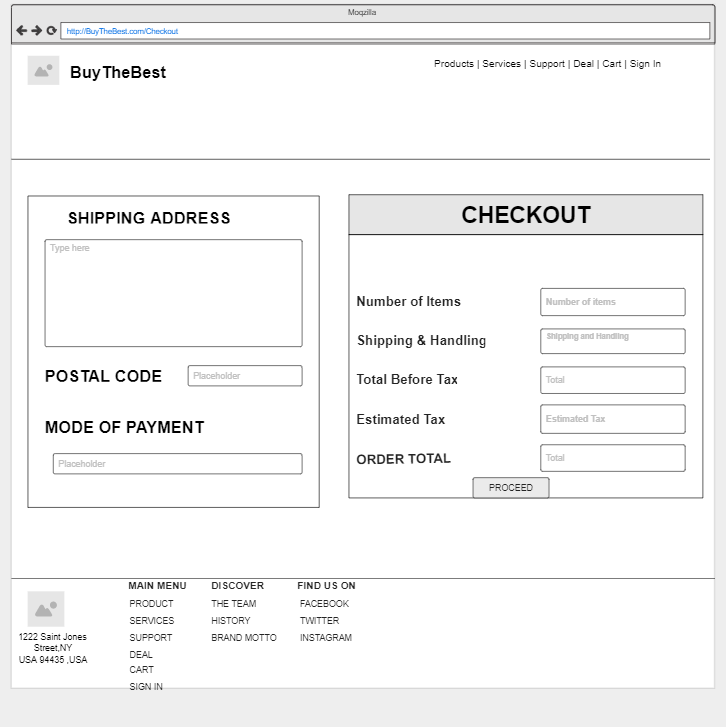 Moqzilla
http://BuyTheBest.com/Checkout
BuyTheBest
Products | Services | Support | Deal | Cart | Sign In
SHIPPING ADDRESS
Type here
POSTAL CODE
Placeholder
MODE OF PAYMENT
Placeholder
CHECKOUT
Number of Items
Number of items
Shipping & Handling
Shipping and Handling
Total Before Tax
Total
Estimated Tax
Estimated Tax
ORDER TOTAL
Total
PROCEED
1222 Saint Jones
Street,NY
USA 94435 ,USA
MAIN MENU
PRODUCT
SERVICES
SUPPORT
DEAL
CART
SIGN IN
DISCOVER
THE TEAM
HISTORY
BRAND MOTTO
FIND US ON
FACEBOOK
TWITTER
INSTAGRAM